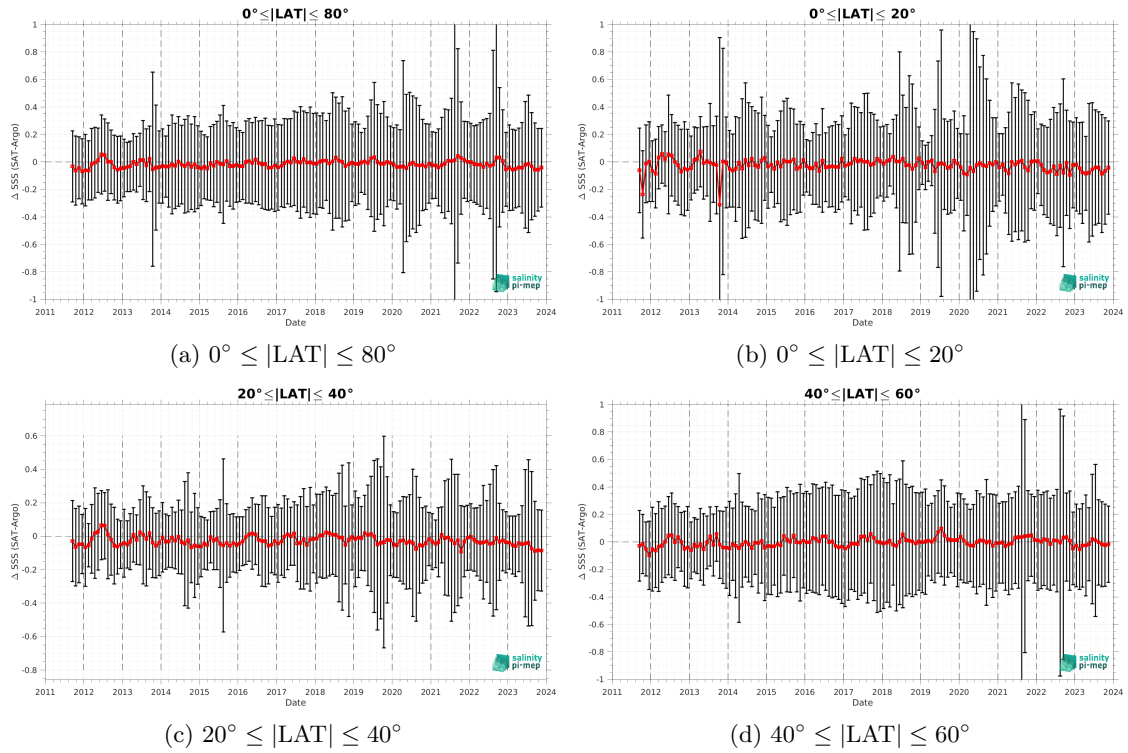 0°≤|LAT|≤ 80°
1
0.8
0.6
0.4
0.2
0
-0.2
-0.4
-0.6
-0.8
-1
Δ SSS (SAT-Argo)
2011 2012 2013 2014 2015 2016 2017 2018 2019 2020 2021 2022 2023 2024
Date
salinity
pi-mep
(a) 0° ≤ |LAT| ≤ 80°
0°≤|LAT|≤ 20°
1
0.8
0.6
0.4
0.2
0
-0.2
-0.4
-0.6
-0.8
-1
Δ SSS (SAT-Argo)
2011 2012 2013 2014 2015 2016 2017 2018 2019 2020 2021 2022 2023 2024
Date
salinity
pi-mep
(b) 0° ≤ |LAT| ≤ 20°
20°≤|LAT|≤ 40°
0.6
0.4
0.2
0
-0.2
-0.4
-0.6
-0.8
Δ SSS (SAT-Argo)
2011 2012 2013 2014 2015 2016 2017 2018 2019 2020 2021 2022 2023 2024
Date
salinity
pi-mep
(c) 20° ≤ |LAT| ≤ 40°
40°≤|LAT|≤ 60°
1
0.8
0.6
0.4
0.2
0
-0.2
-0.4
-0.6
-0.8
-1
Δ SSS (SAT-Argo)
2011 2012 2013 2014 2015 2016 2017 2018 2019 2020 2021 2022 2023 2024
Date
salinity
pi-mep
(d) 40° ≤ |LAT| ≤ 60°